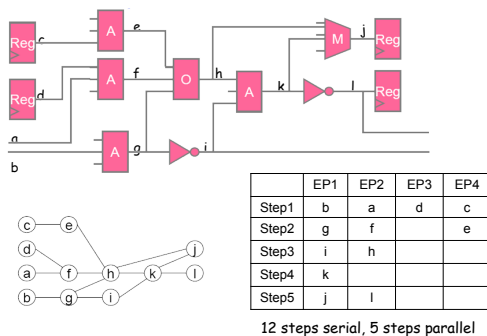 Reg
c
A
e
M
j
Reg
Reg
d
A
f
O
h
A
k
l
Reg
a
b
A
g
i
EP1 EP2 EP3 EP4
Step1 b a d c
Step2 g f e
Step3 i h
Step4 k
Step5 j l
c e
d j
a f h k l
b g i
12 steps serial, 5 steps parallel